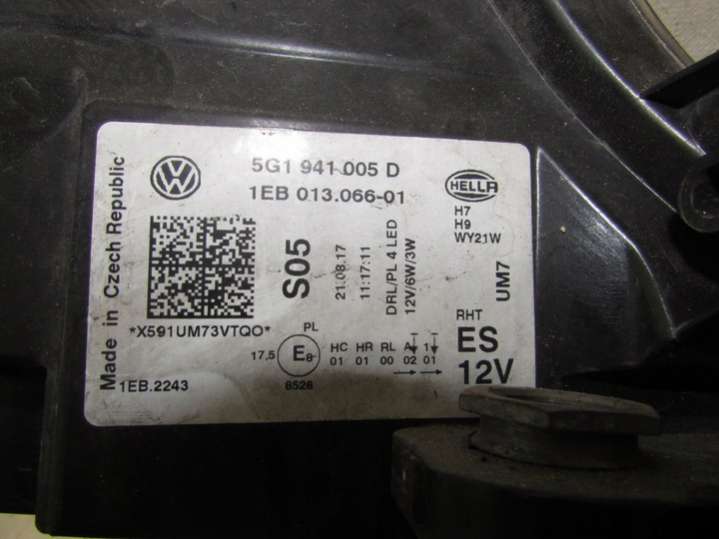 VW
5G1 941 005 D
1EB 013.066-01
HELLA
H7
H9
WY21W
Made in Czech Republic
S05
21.08.17
11:17:11
DRL/PL 4 LED
12V/6W/3W
UM7
*X591UM73VTQO*
PL
17,5 E8
8526
HC HR RL A 1
01 01 00 02 01
RHT
ES
12V
1EB.2243